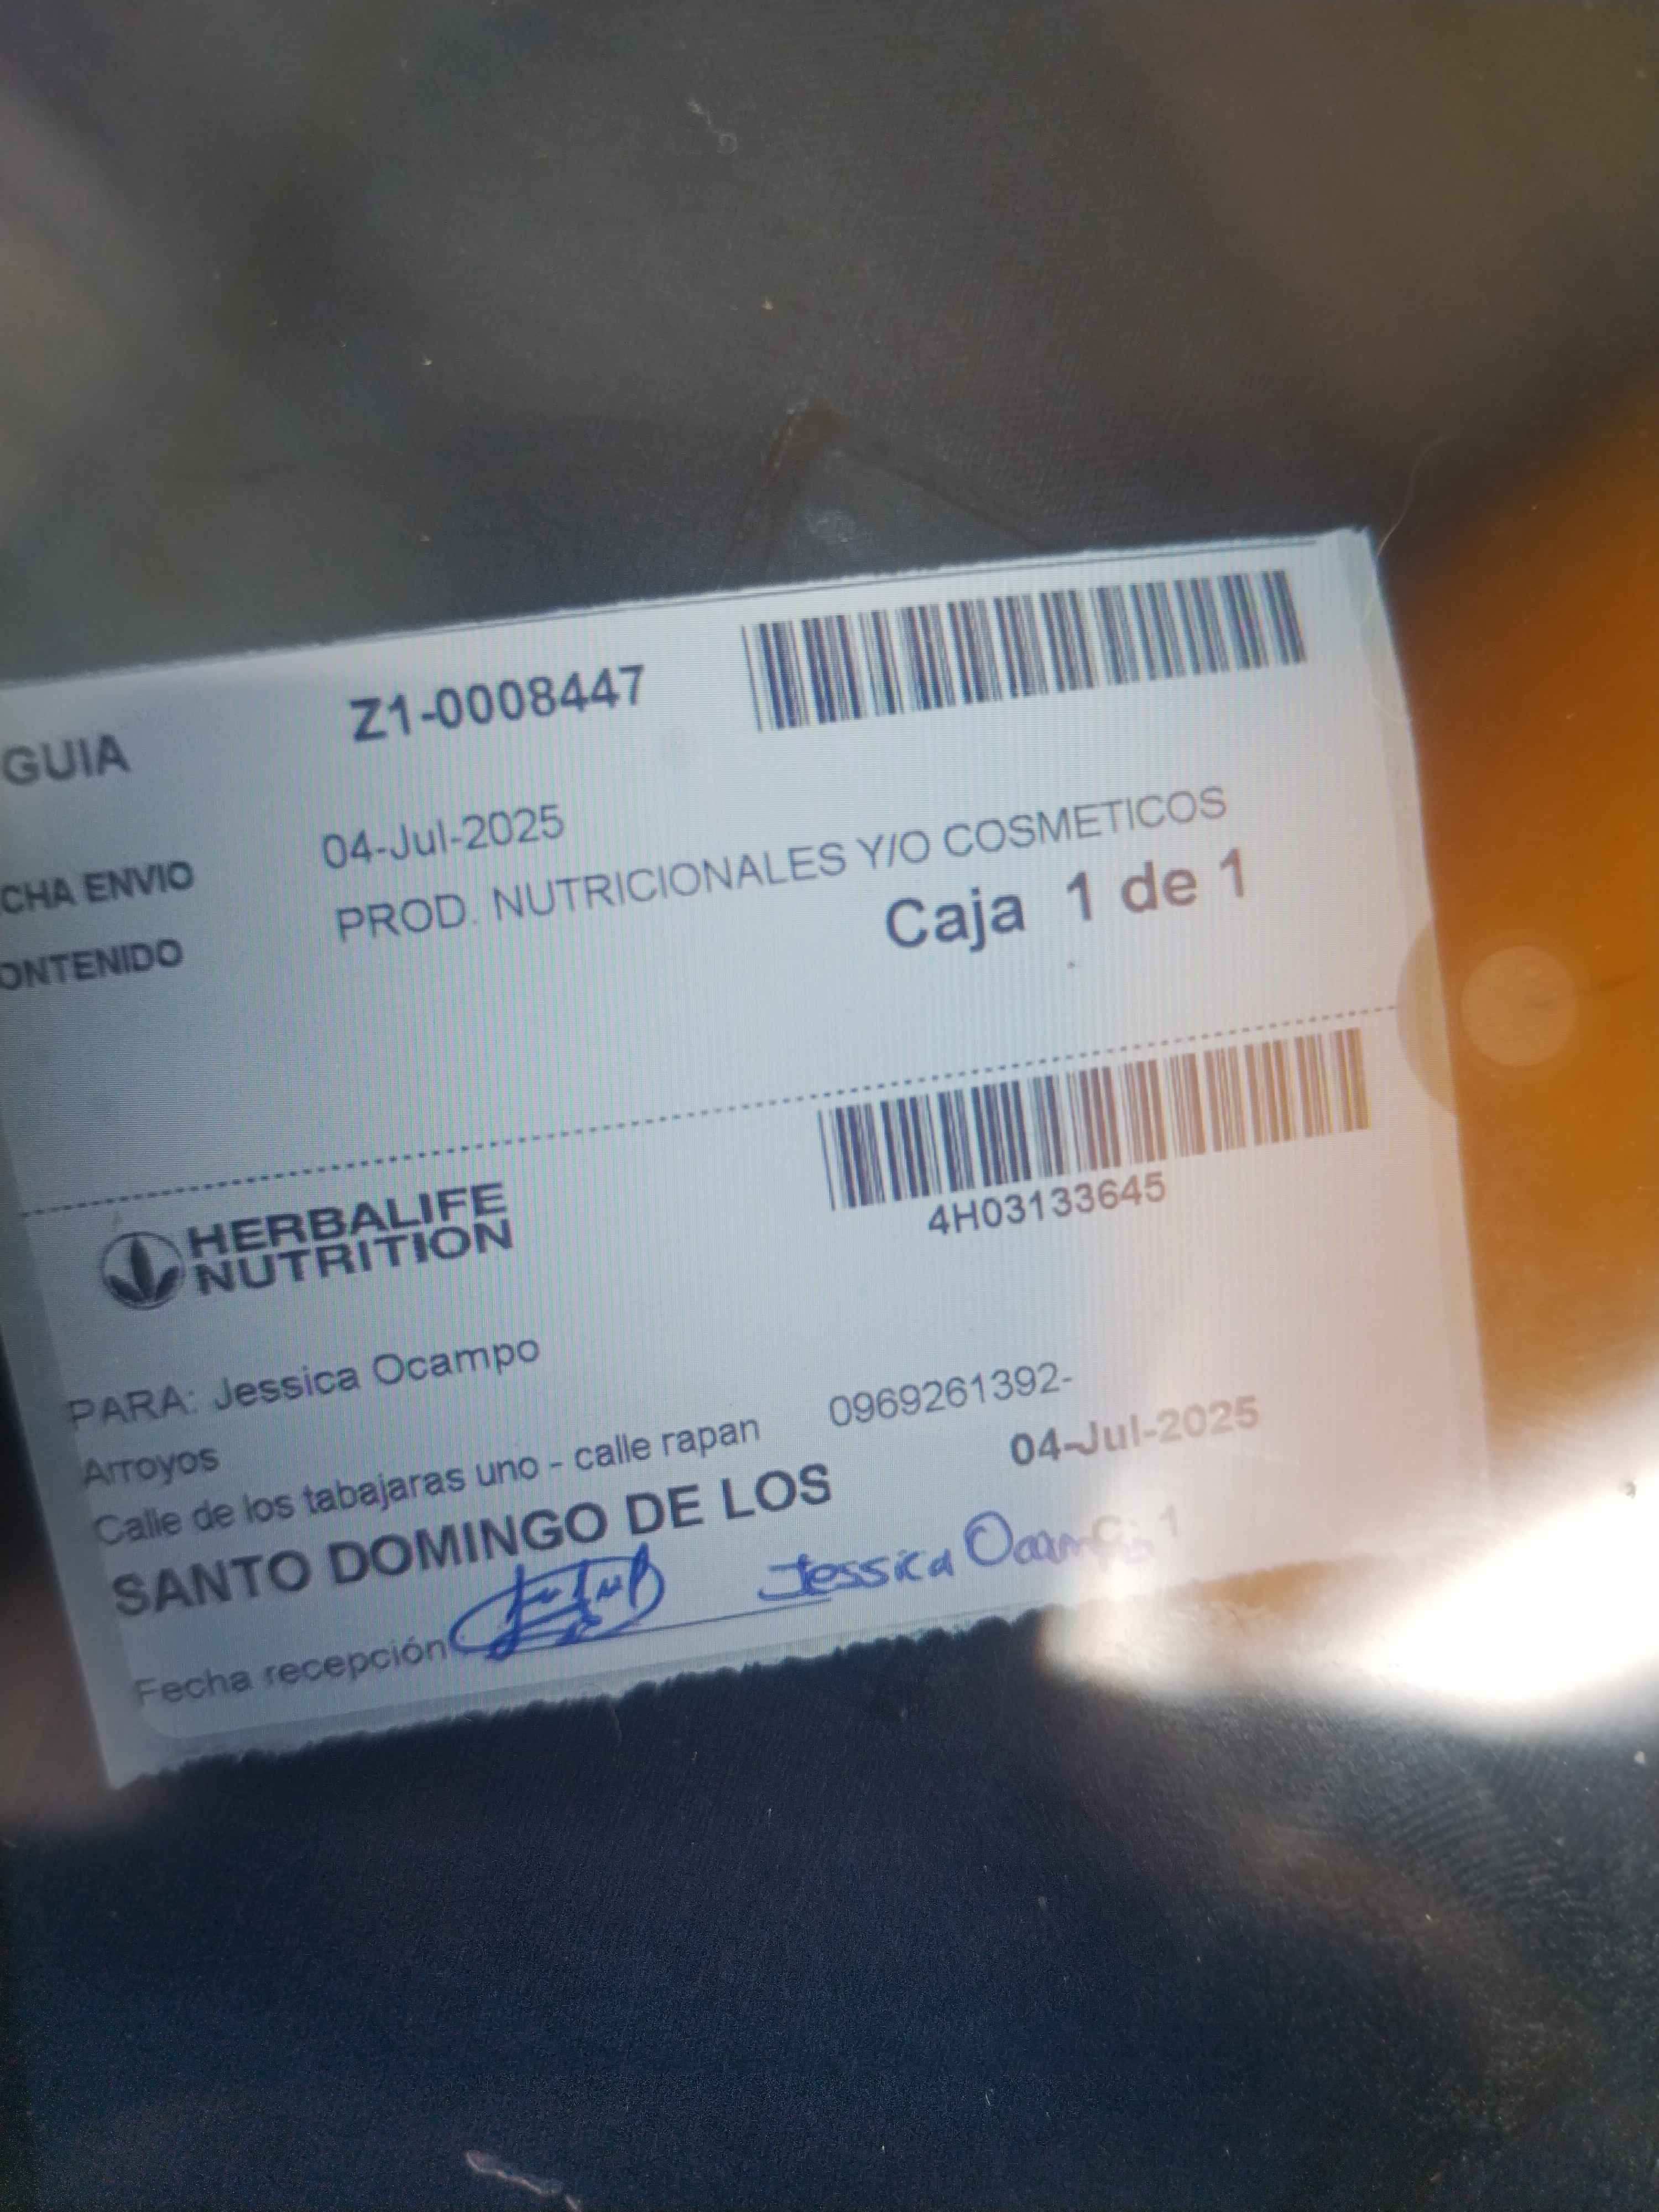 GUIA Z1-0008447
CHA ENVIO 04-Jul-2025
ONTENIDO PROD. NUTRICIONALES Y/O COSMETICOS
Caja 1 de 1
HERBALIFE
NUTRITION
4H03133645
PARA: Jessica Ocampo
Arroyos
Calle de los tabajaras uno - calle rapan 0969261392-
SANTO DOMINGO DE LOS 04-Jul-2025
Fecha recepción Jessica